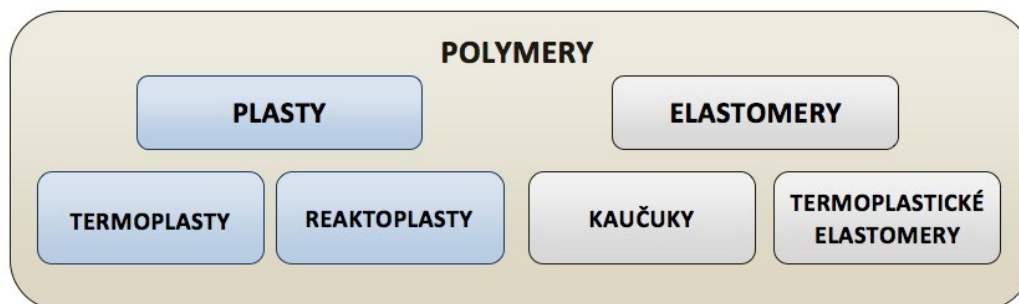 POLYMERY
PLASTY
ELASTOMERY
TERMOPLASTY
REAKTOPLASTY
KAUČUKY
TERMOPLASTICKÉ
ELASTOMERY